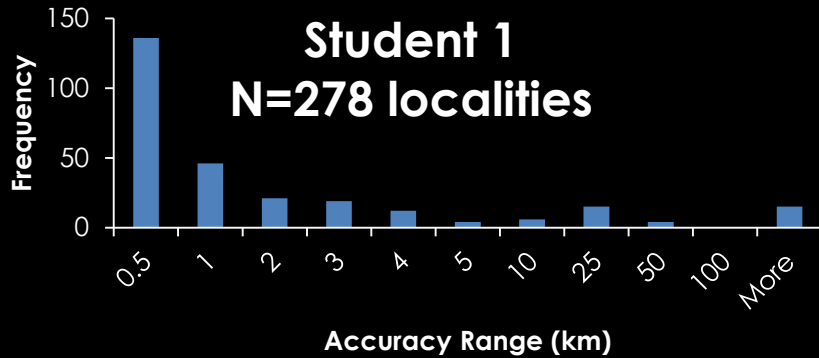 Student 1
N=278 localities
Frequency
150
100
50
0
0.5
1
2
3
4
5
10
25
50
100
More
Accuracy Range (km)